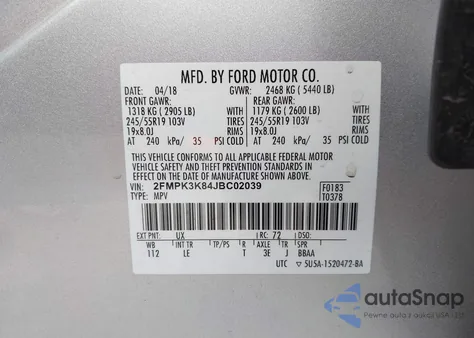 MFD. BY FORD MOTOR CO.
DATE: 04/18 GVWR: 2468 KG ( 5440 LB)
FRONT GAWR: REAR GAWR:
1318 KG ( 2905 LB) 1179 KG ( 2600 LB)
245/55R19 103V TIRES 245/55R19 103V TIRES
19x8.0J RIMS 19x8.0J RIMS
AT 240 kPa/ 35 PSI COLD AT 240 kPa/ 35 PSI COLD
THIS VEHICLE CONFORMS TO ALL APPLICABLE FEDERAL MOTOR
VEHICLE SAFETY AND THEFT PREVENTION STANDARDS IN
EFFECT ON THE DATE OF MANUFACTURE SHOWN ABOVE.
VIN: 2FMPK3K84JBC02039 F0183
TYPE: MPV T0378
EXT PNT: UX RC: 72 DSO:
WB INT TR TP/PS R AXLE TR SPR
112 LE T 3E J BBAA
UTC ▽ 5U5A-1520472-BA
autoSnap
Pewne auta z aukcji USA